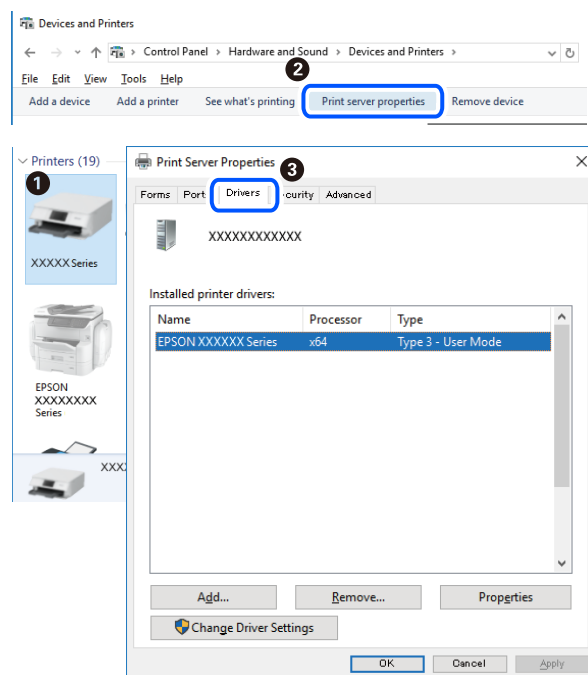 Devices and Printers
Control Panel > Hardware and Sound > Devices and Printers >
2
File Edit View Tools Help
Add a device Add a printer See what's printing Print server properties Remove device
Printers (19)
1
XXXXX Series
EPSON
XXXXXXXX
Series
XXX
Print Server Properties
3
Forms Port Drivers curity Advanced
XXXXXXXXXXXX
Installed printer drivers:
Name Processor Type
EPSON XXXXXX Series x64 Type 3 - User Mode
Add... Remove... Properties
Change Driver Settings
OK Cancel Apply